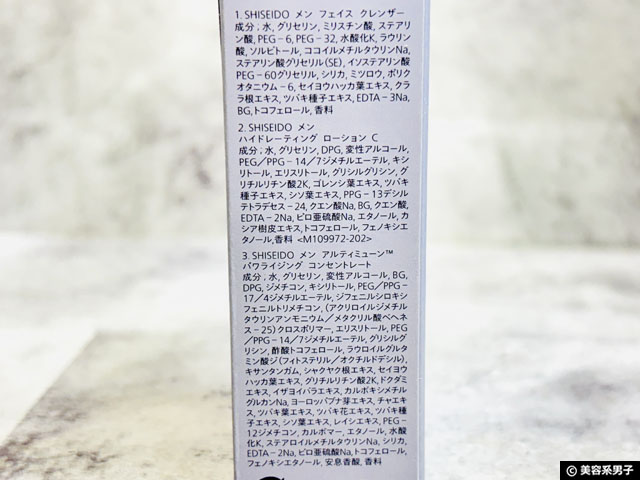 1. SHISEIDO メン フェイス クレンザー
成分；水, グリセリン, ミリスチン酸, ステアリ
ン酸, PEG－6, PEG－32, 水酸化K, ラウリン
酸, ソルビトール, ココイルメチルタウリンNa,
ステアリン酸グリセリル（SE）, イソステアリン酸
PEG－60グリセリル, シリカ, ミツロウ, ポリク
オタニウム－6, セイヨウハッカ葉エキス, クラ
ラ根エキス, ツバキ種子エキス, EDTA－3Na,
BG, トコフェロール, 香料
2. SHISEIDO メン
ハイドレーティング ローション C
成分；水, グリセリン, DPG, 変性アルコール,
PEG／PPG－14／7ジメチルエーテル, キシ
リトール, エリスリトール, グリシルグリシン, グ
リチルリチン酸2K, ゴレンシ葉エキス, ツバキ
種子エキス, シソ葉エキス, PPG－13デシル
テトラデセス－24, クエン酸Na, BG, クエン酸,
EDTA－2Na, ピロ亜硫酸Na, エタノール, カ
シア樹皮エキス, トコフェロール, フェノキシエ
タノール, 香料 <M109972-202>
3. SHISEIDO メン アルティミューン™
パワライジング コンセントレート
成分；水, グリセリン, 変性アルコール, BG,
DPG, ジメチコン, キシリトール, PEG／PPG－
17／4ジメチルエーテル, ジフェニルシロキシ
フェニルトリメチコン, （アクリロイルジメチル
タウリンアンモニウム／メタクリル酸ベヘネ
ス－25）クロスポリマー, エリスリトール, PEG
／PPG－14／7ジメチルエーテル, グリシルグ
リシン, 酢酸トコフェロール, ラウロイルグルタ
ミン酸ジ（フィトステリル／オクチルドデシル）,
キサンタンガム, シャクヤク根エキス, セイヨウ
ハッカ葉エキス, グリチルリチン酸2K, ドクダミ
エキス, イザヨイバラエキス, カルボキシメチル
グルカンNa, ヨーロッパブナ芽エキス, チャエキ
ス, ツバキ葉エキス, ツバキ花エキス, ツバキ種
子エキス, シソ葉エキス, レイシエキス, PEG－
12ジメチコン, カルボマー, エタノール, 水酸
化K, ステアロイルメチルタウリンNa, シリカ,
EDTA－2Na, ピロ亜硫酸Na, トコフェロール,
フェノキシエタノール, 安息香酸, 香料
© 美容系男子